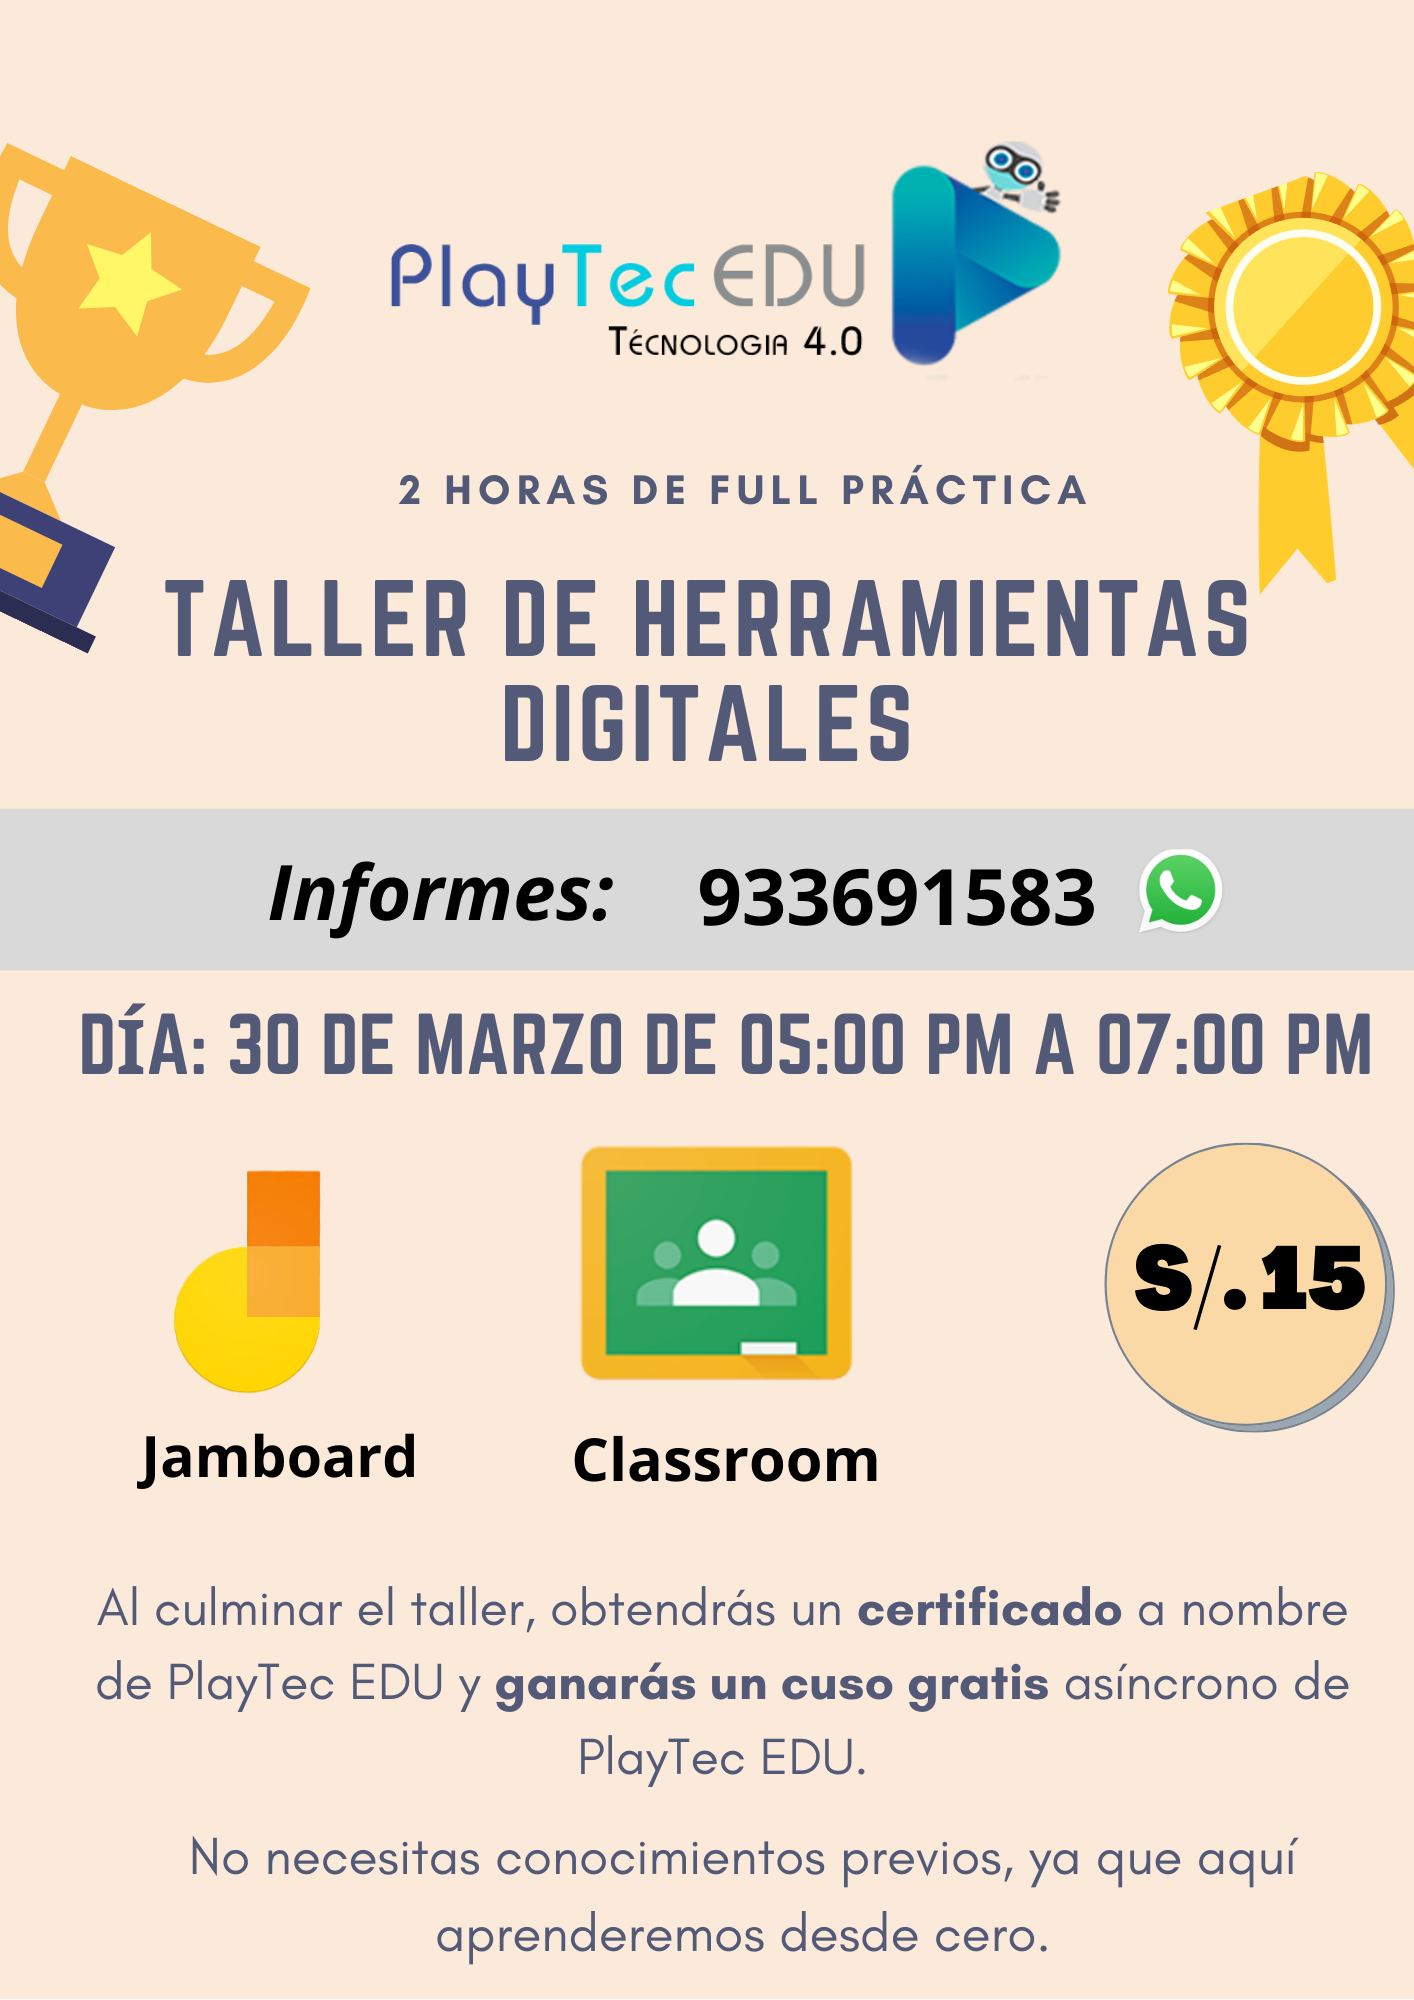 PlayTec EDU
Técnologia 4.0
2 HORAS DE FULL PRÁCTICA
TALLER DE HERRAMIENTAS
DIGITALES
Informes: 933691583
DÍA: 30 DE MARZO DE 05:00 PM A 07:00 PM
S/.15
Jamboard
Classroom
Al culminar el taller, obtendrás un certificado a nombre
de PlayTec EDU y ganarás un cuso gratis asíncrono de
PlayTec EDU.
No necesitas conocimientos previos, ya que aquí
aprenderemos desde cero.